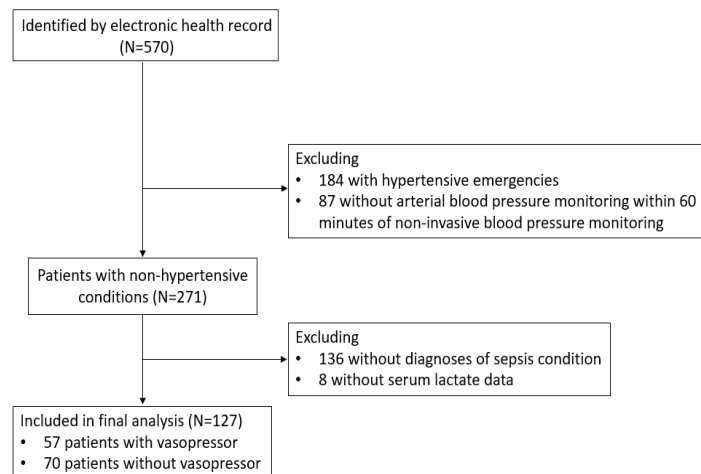 Identified by electronic health record
(N=570)
Excluding
• 184 with hypertensive emergencies
• 87 without arterial blood pressure monitoring within 60
minutes of non-invasive blood pressure monitoring
Patients with non-hypertensive
conditions (N=271)
Excluding
• 136 without diagnoses of sepsis condition
• 8 without serum lactate data
Included in final analysis (N=127)
• 57 patients with vasopressor
• 70 patients without vasopressor